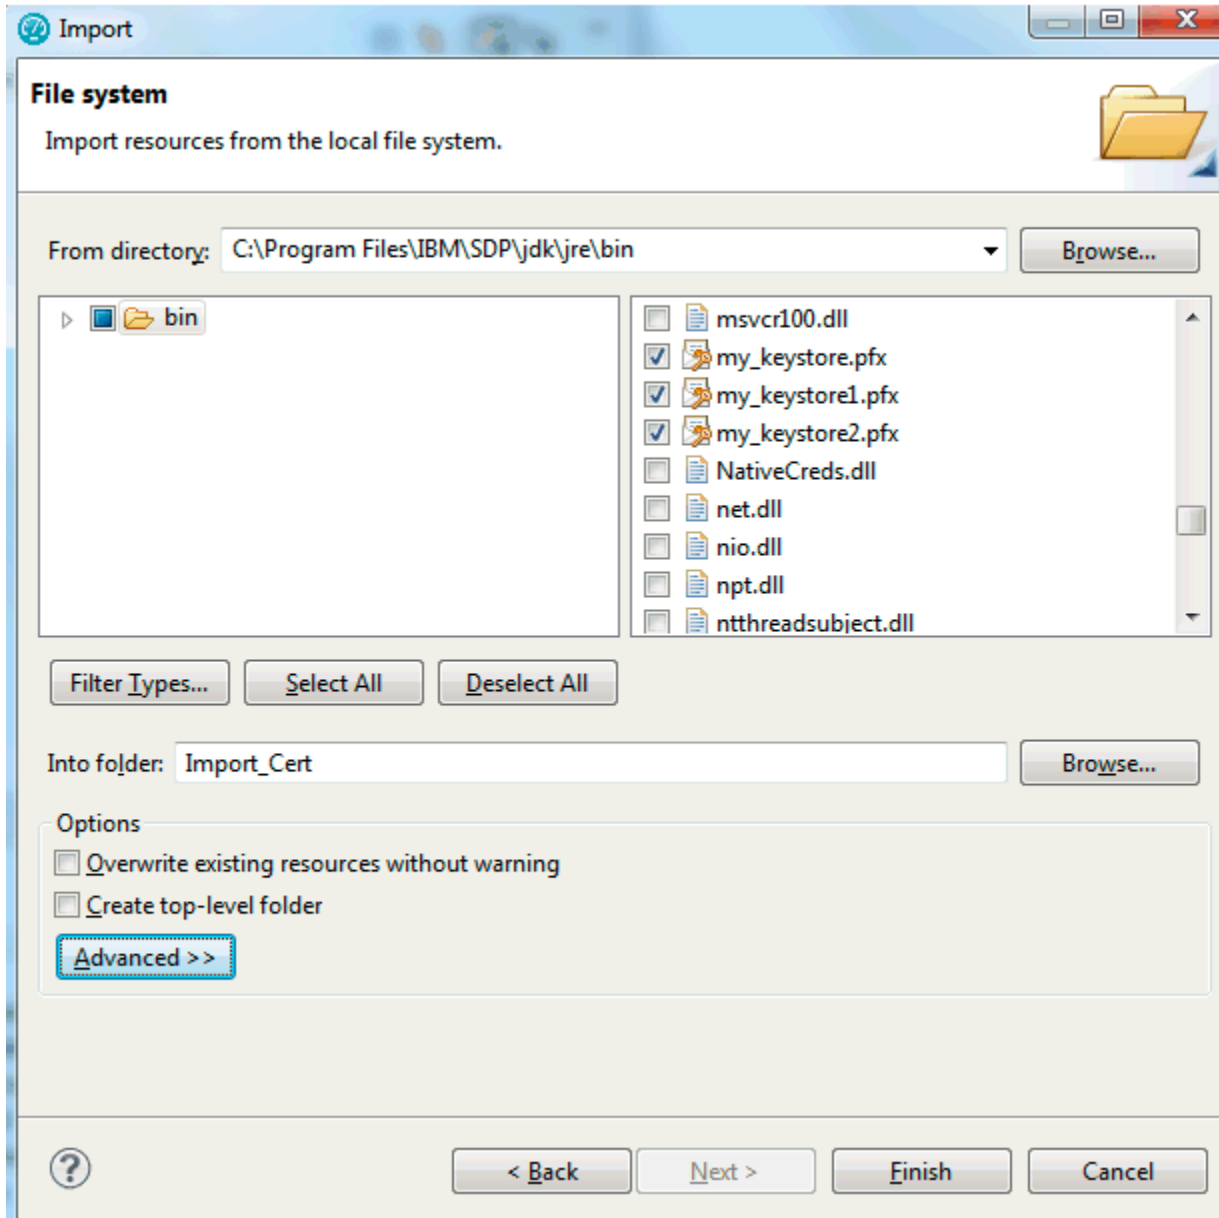 Import
File system
Import resources from the local file system.
From directory: C:\Program Files\IBM\SDP\jdk\jre\bin Browse...
bin
msvcr100.dll
my_keystore.pfx
my_keystore1.pfx
my_keystore2.pfx
NativeCreds.dll
net.dll
nio.dll
npt.dll
ntthreadsubject.dll
Filter Types... Select All Deselect All
Into folder: Import_Cert Browse...
Options
Overwrite existing resources without warning
Create top-level folder
Advanced >>
? < Back Next > Finish Cancel